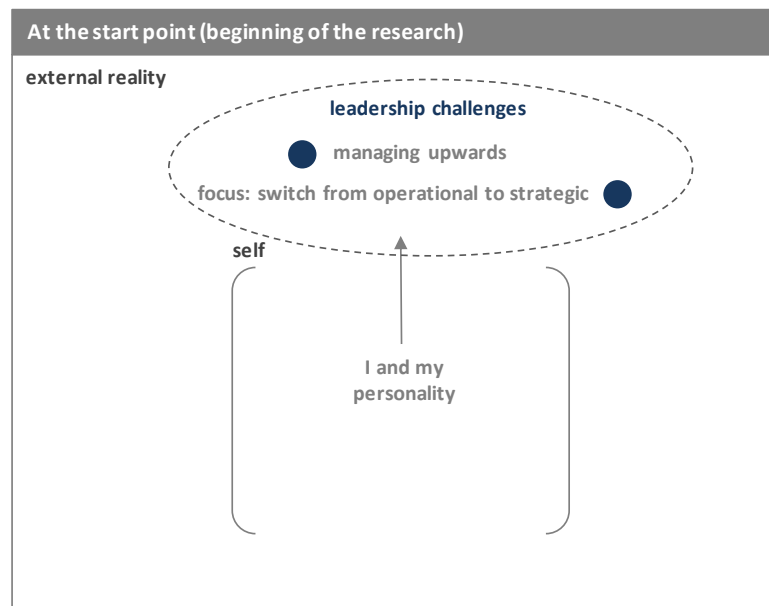 At the start point (beginning of the research)
external reality
leadership challenges
managing upwards
focus: switch from operational to strategic
self
I and my
personality